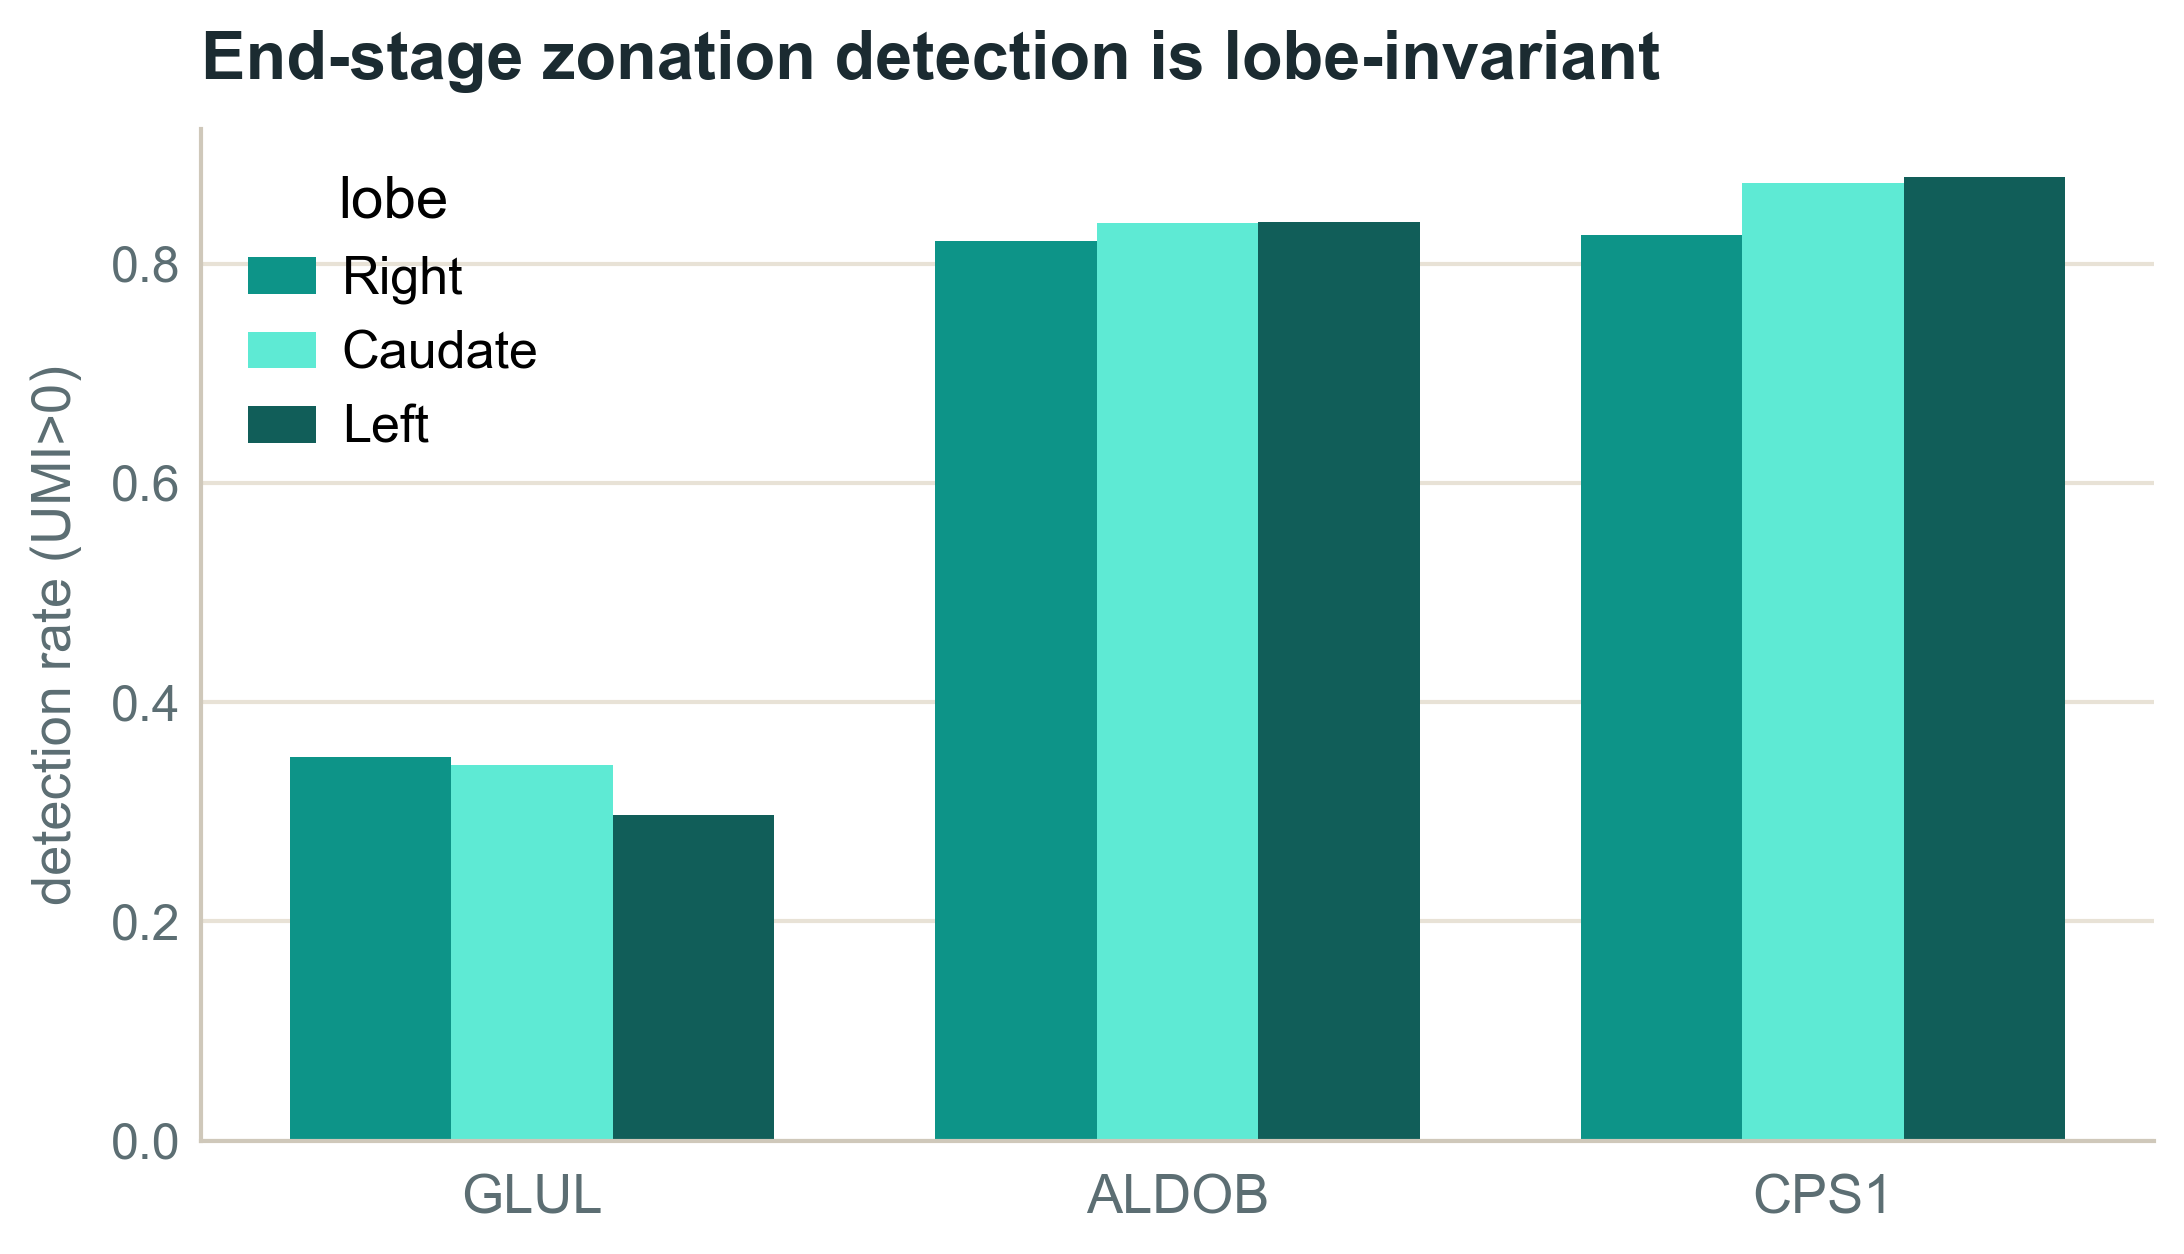 End-stage zonation detection is lobe-invariant
lobe
Right
Caudate
Left
detection rate (UMI>0)
0.8
0.6
0.4
0.2
0.0
GLUL
ALDOB
CPS1